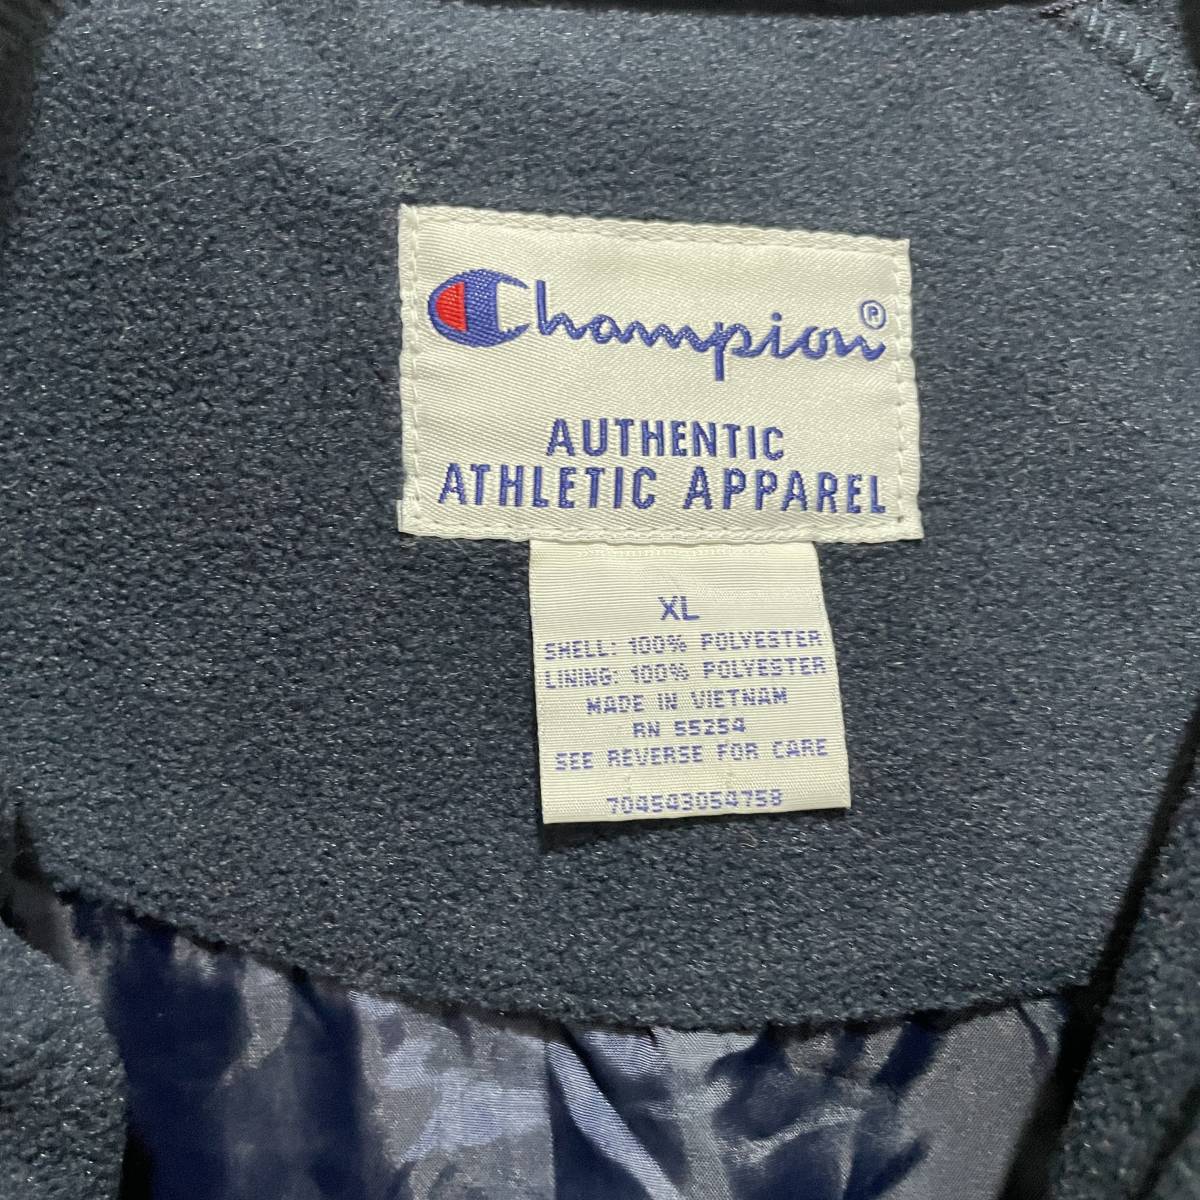 Champion®
AUTHENTIC
ATHLETIC APPAREL
XL
SHELL: 100% POLYESTER
LINING: 100% POLYESTER
MADE IN VIETNAM
RN 55254
SEE REVERSE FOR CARE
704543054758